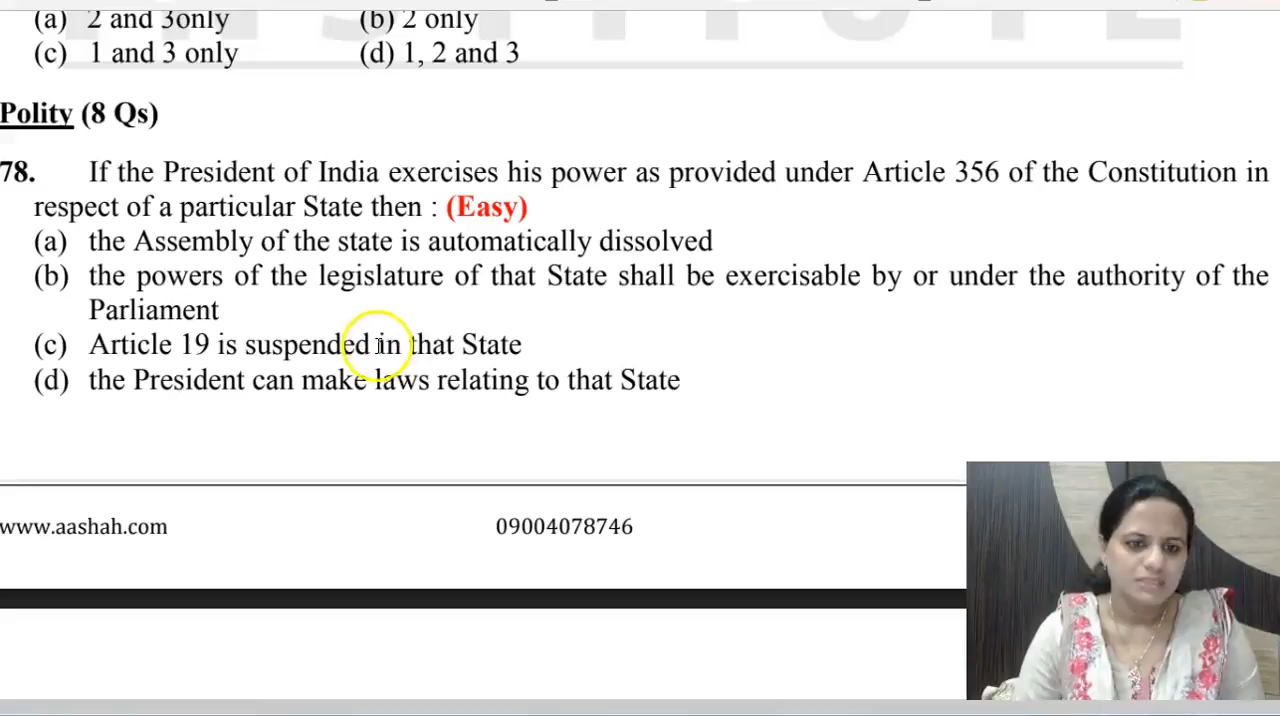 (a) 2 and 3only (b) 2 only
(c) 1 and 3 only (d) 1, 2 and 3
Polity (8 Qs)
78. If the President of India exercises his power as provided under Article 356 of the Constitution in
respect of a particular State then : (Easy)
(a) the Assembly of the state is automatically dissolved
(b) the powers of the legislature of that State shall be exercisable by or under the authority of the
Parliament
(c) Article 19 is suspended in that State
(d) the President can make laws relating to that State
www.aashah.com 09004078746